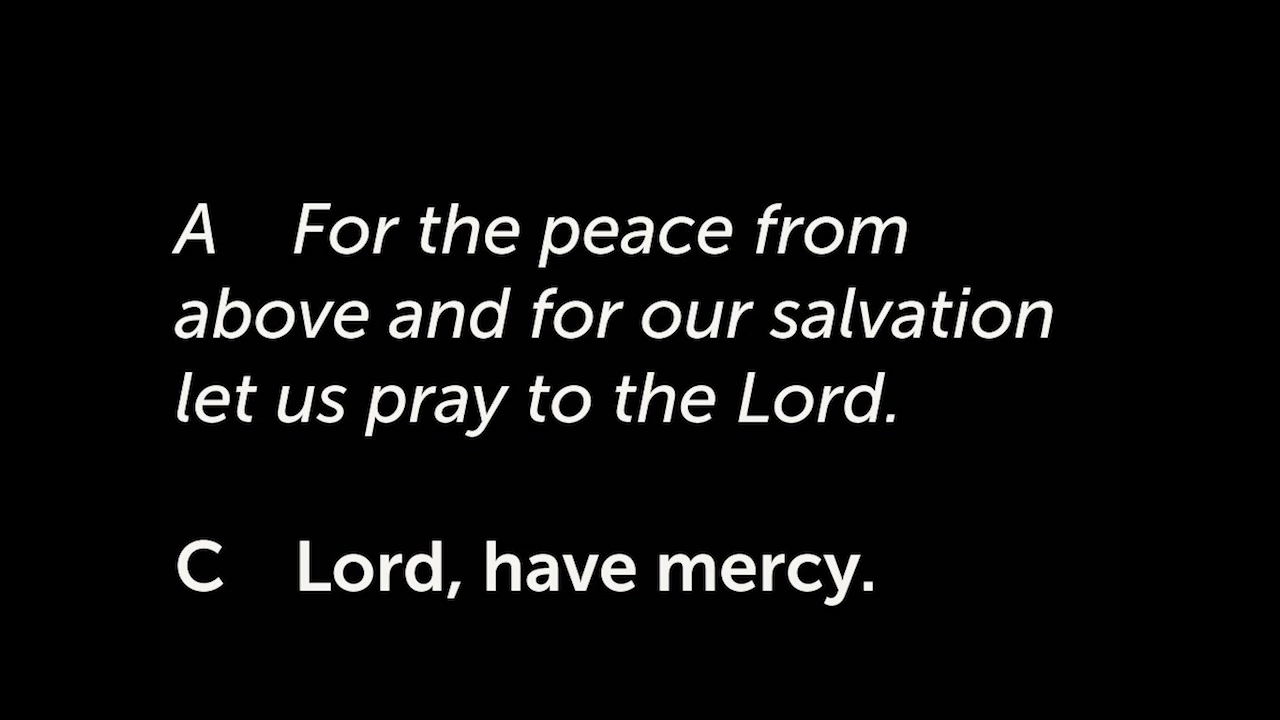 A For the peace from
above and for our salvation
let us pray to the Lord.
C Lord, have mercy.